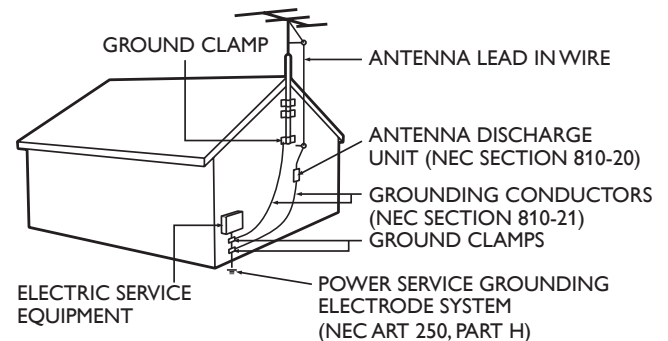 GROUND CLAMP
ANTENNA LEAD IN WIRE
ANTENNA DISCHARGE
UNIT (NEC SECTION 810-20)
GROUNDING CONDUCTORS
(NEC SECTION 810-21)
GROUND CLAMPS
ELECTRIC SERVICE
EQUIPMENT
POWER SERVICE GROUNDING
ELECTRODE SYSTEM
(NEC ART 250, PART H)